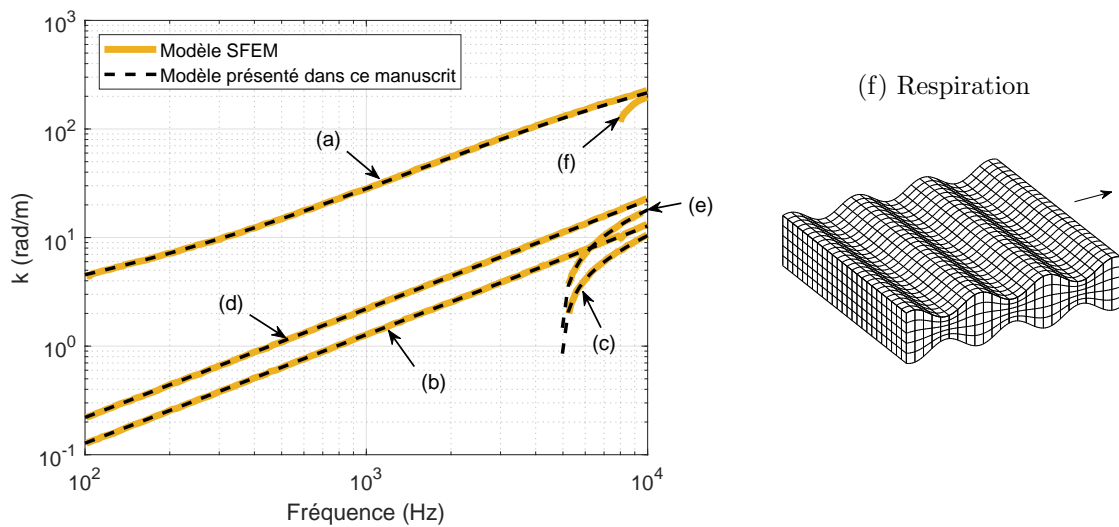 10^3
10^2
10^1
10^0
10^-1
k (rad/m)
Modèle SFEM
Modèle présenté dans ce manuscrit
(a)
(f)
(e)
(d)
(b)
(c)
10^2
10^3
10^4
Fréquence (Hz)
(f) Respiration